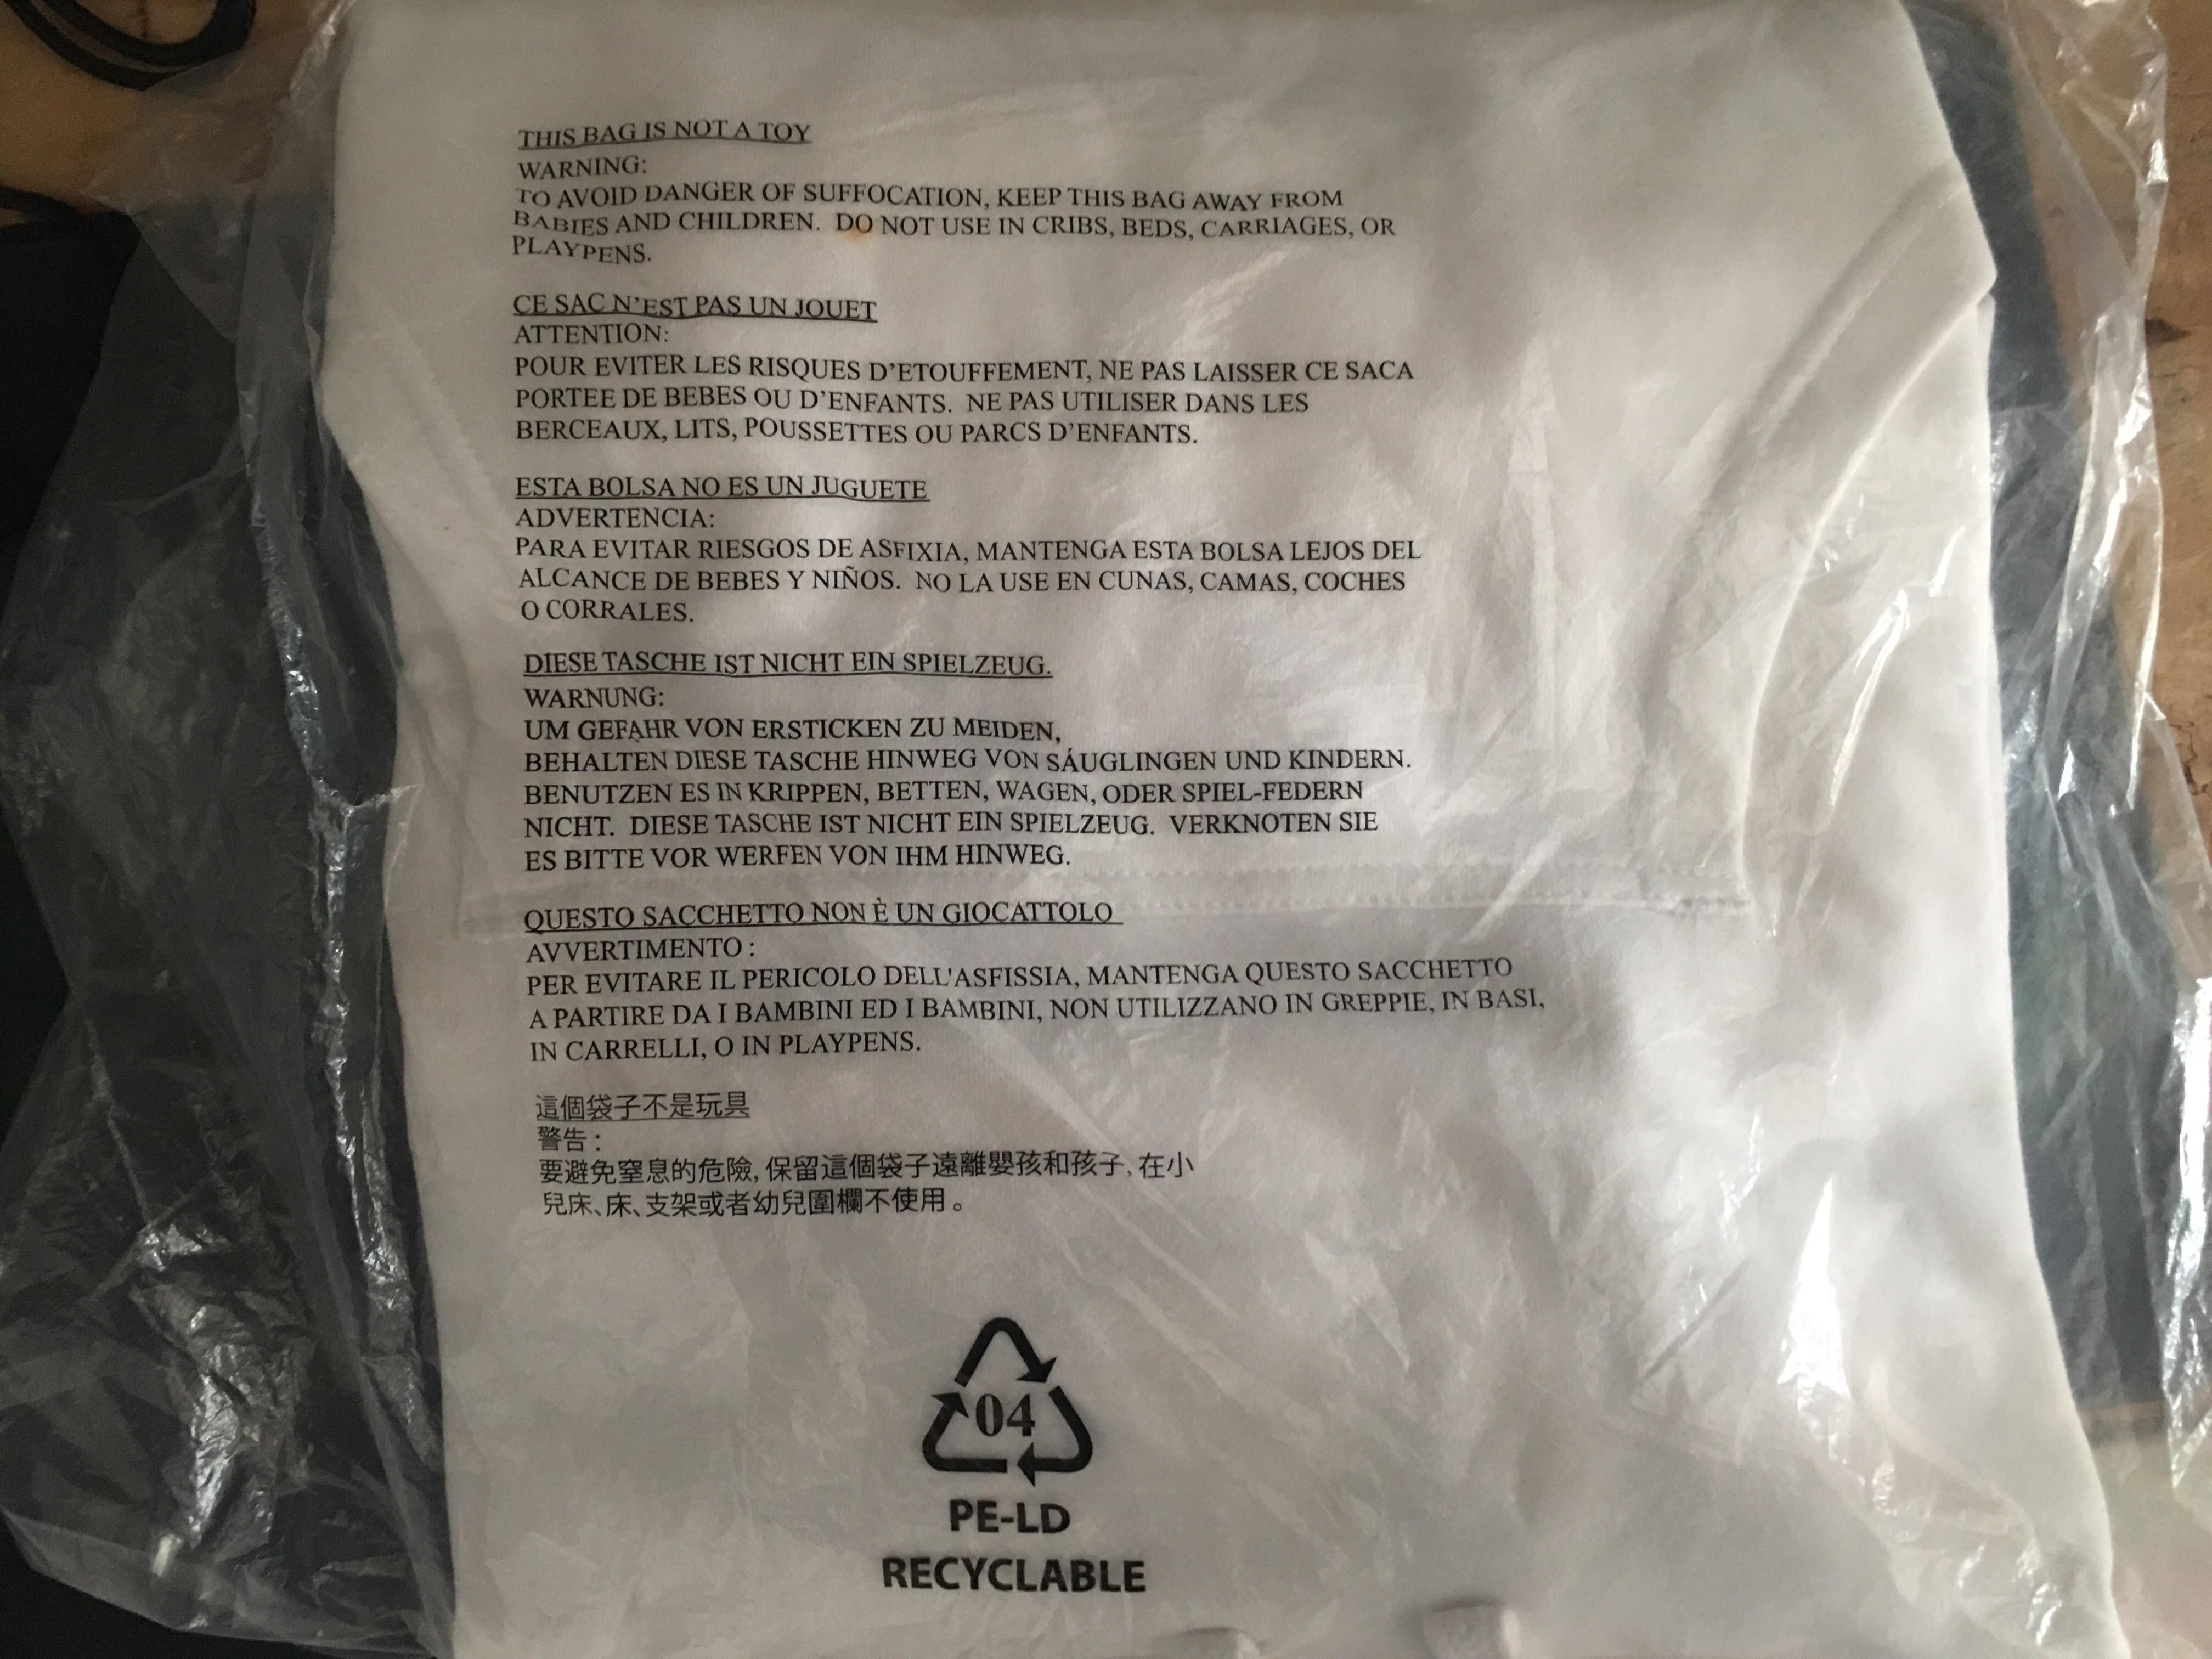 THIS BAG IS NOT A TOY
WARNING:
TO AVOID DANGER OF SUFFOCATION, KEEP THIS BAG AWAY FROM
BABIES AND CHILDREN. DO NOT USE IN CRIBS, BEDS, CARRIAGES, OR
PLAYPENS.
CE SAC N'EST PAS UN JOUET
ATTENTION:
POUR EVITER LES RISQUES D'ETOUFFEMENT, NE PAS LAISSER CE SACA
PORTEE DE BEBES OU D'ENFANTS. NE PAS UTILISER DANS LES
BERCEAUX, LITS, POUSSETTES OU PARCS D'ENFANTS.
ESTA BOLSA NO ES UN JUGUETE
ADVERTENCIA:
PARA EVITAR RIESGOS DE ASFIXIA, MANTENGA ESTA BOLSA LEJOS DEL
ALCANCE DE BEBES Y NIÑOS. NO LA USE EN CUNAS, CAMAS, COCHES
O CORRALES.
DIESE TASCHE IST NICHT EIN SPIELZEUG.
WARNUNG:
UM GEFAHR VON ERSTICKEN ZU MEIDEN,
BEHALTEN DIESE TASCHE HINWEG VON SÁUGLINGEN UND KINDERN.
BENUTZEN ES IN KRIPPEN, BETTEN, WAGEN, ODER SPIEL-FEDERN
NICHT. DIESE TASCHE IST NICHT EIN SPIELZEUG. VERKNOTEN SIE
ES BITTE VOR WERFEN VON IHM HINWEG.
QUESTO SACCHETTO NON È UN GIOCATTOLO
AVVERTIMENTO :
PER EVITARE IL PERICOLO DELL'ASFISSIA, MANTENGA QUESTO SACCHETTO
A PARTIRE DA I BAMBINI ED I BAMBINI, NON UTILIZZANO IN GREPPIE, IN BASI,
IN CARRELLI, O IN PLAYPENS.
這個袋子不是玩具
警告：
要避免窒息的危險, 保留這個袋子遠離嬰孩和孩子, 在小
兒床、床、支架或者幼兒圍欄不使用。
04
PE-LD
RECYCLABLE